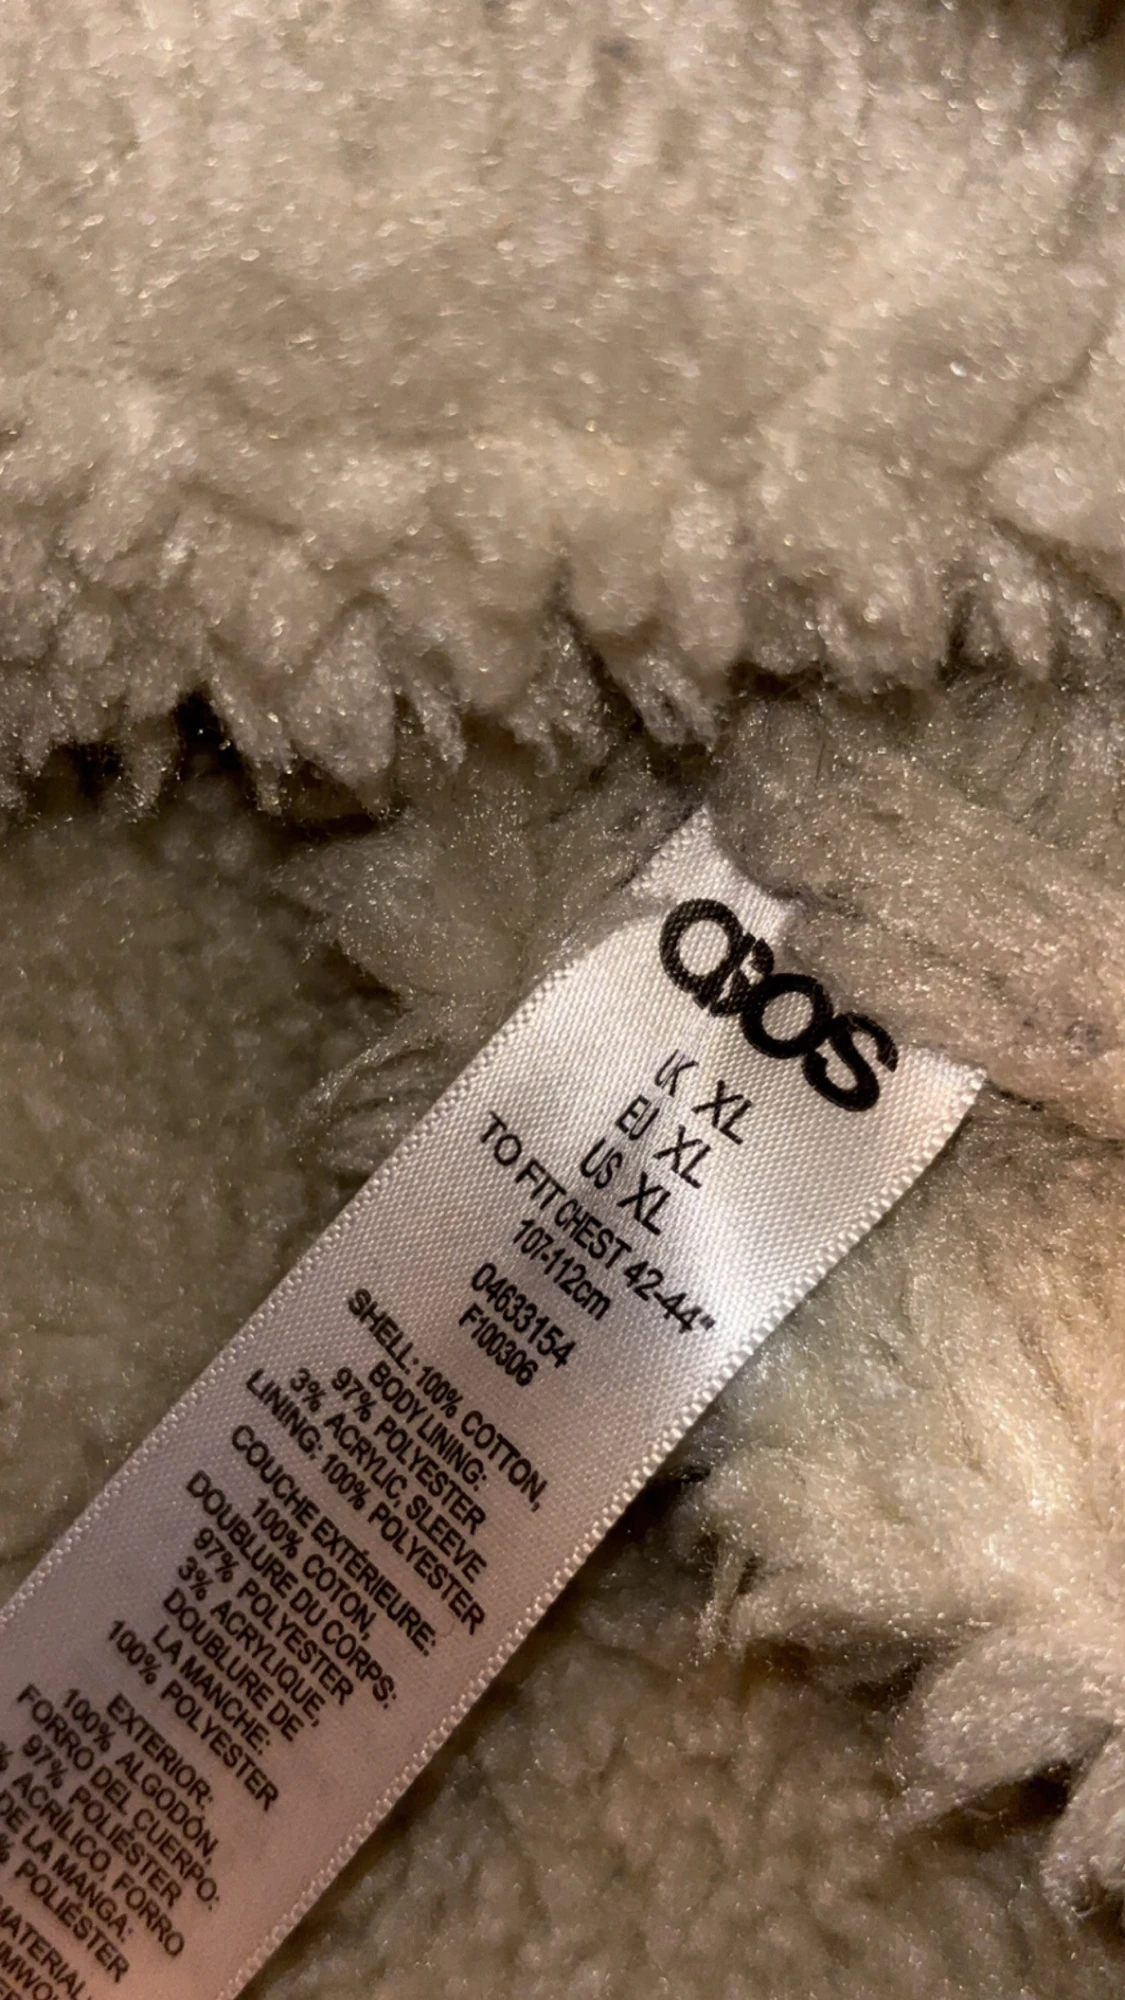 asos
UK XL
EU XL
US XL
TO FIT CHEST 42-44"
107-112cm
04633154
F100306
SHELL: 100% COTTON,
BODY LINING:
97% POLYESTER
3% ACRYLIC, SLEEVE
LINING: 100% POLYESTER
COUCHE EXTÉRIEURE:
100% COTON,
DOUBLURE DU CORPS:
97% POLYESTER
3% ACRYLIQUE,
DOUBLURE DE
LA MANCHE:
100% POLYESTER
EXTERIOR:
100% ALGODÓN,
FORRO DEL CUERPO:
97% POLIÉSTER
% ACRÍLICO, FORRO
DE LA MANGA:
% POLIÉSTER